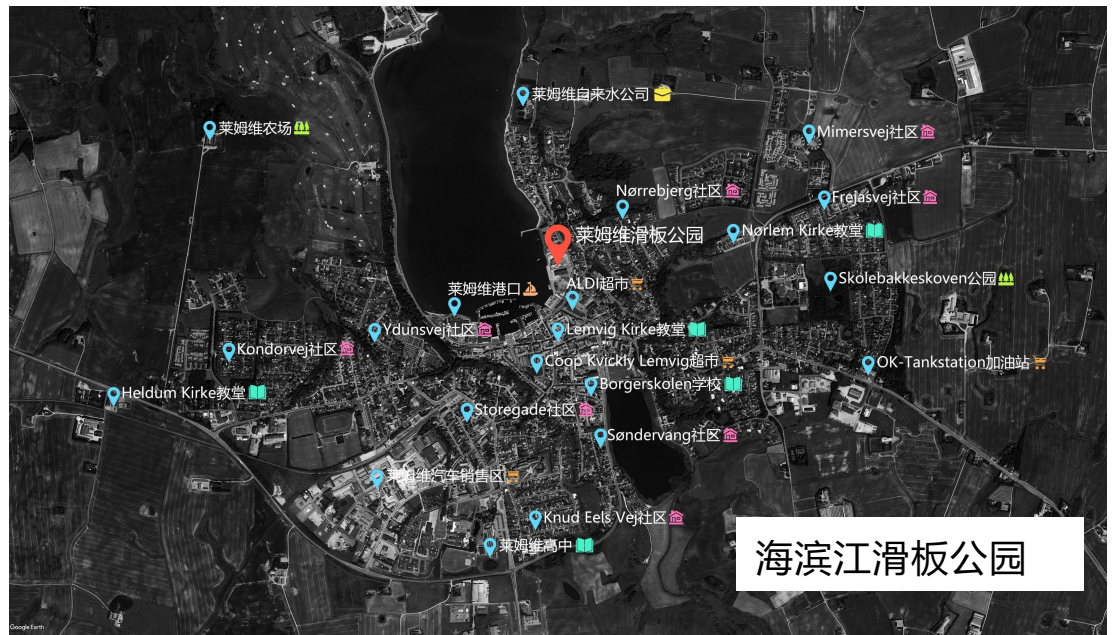 莱姆维自来水公司
莱姆维农场
Mimersvej社区
Nørrebjerg社区
Frejasvej社区
Nørlem Kirke教堂
莱姆维滑板公园
Skolebakkeskoven公园
ALDI超市
莱姆维港口
Ydunsvej社区
Lemvig Kirke教堂
Kondorvej社区
Coop Kvickly Lemvig超市
OK-Tankstation加油站
Borgerskolen学校
Heldum Kirke教堂
Storegade社区
Søndervang社区
莱姆维汽车销售区
Knud Eels Vej社区
莱姆维高中
海滨江滑板公园
Google Earth